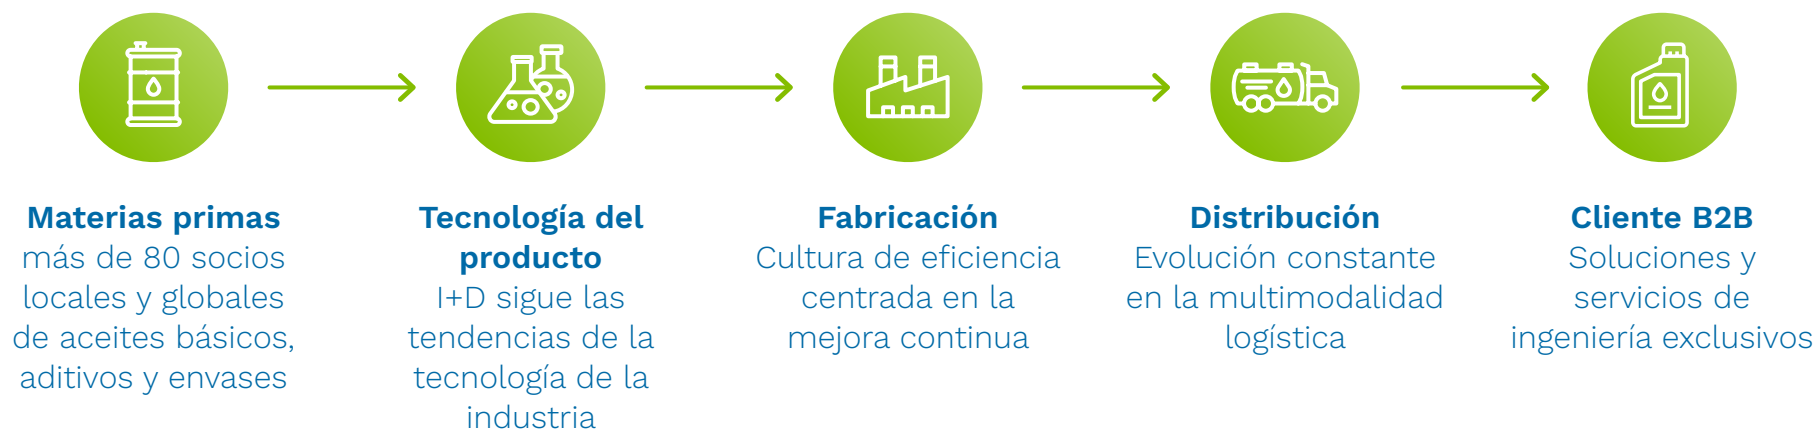 Materias primas
más de 80 socios
locales y globales
de aceites básicos,
aditivos y envases
Tecnología del
producto
I+D sigue las
tendencias de la
tecnología de la
industria
Fabricación
Cultura de eficiencia
centrada en la
mejora continua
Distribución
Evolución constante
en la multimodalidad
logística
Cliente B2B
Soluciones y
servicios de
ingeniería exclusivos